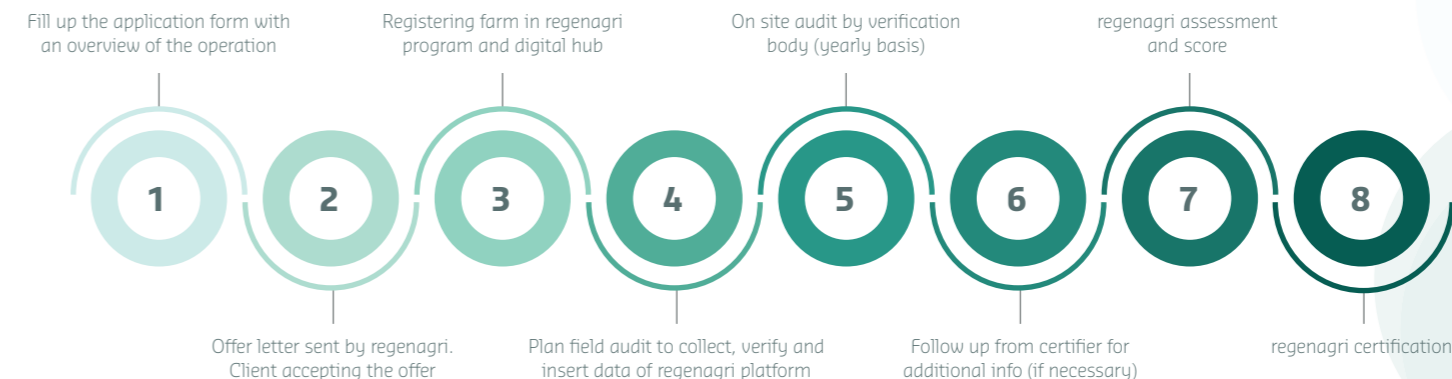 Fill up the application form with
an overview of the operation
Registering farm in regenagri
program and digital hub
On site audit by verification
body (yearly basis)
regenagri assessment
and score
1
2
3
4
5
6
7
8
Offer letter sent by regenagri.
Client accepting the offer
Plan field audit to collect, verify and
insert data of regenagri platform
Follow up from certifier for
additional info (if necessary)
regenagri certification